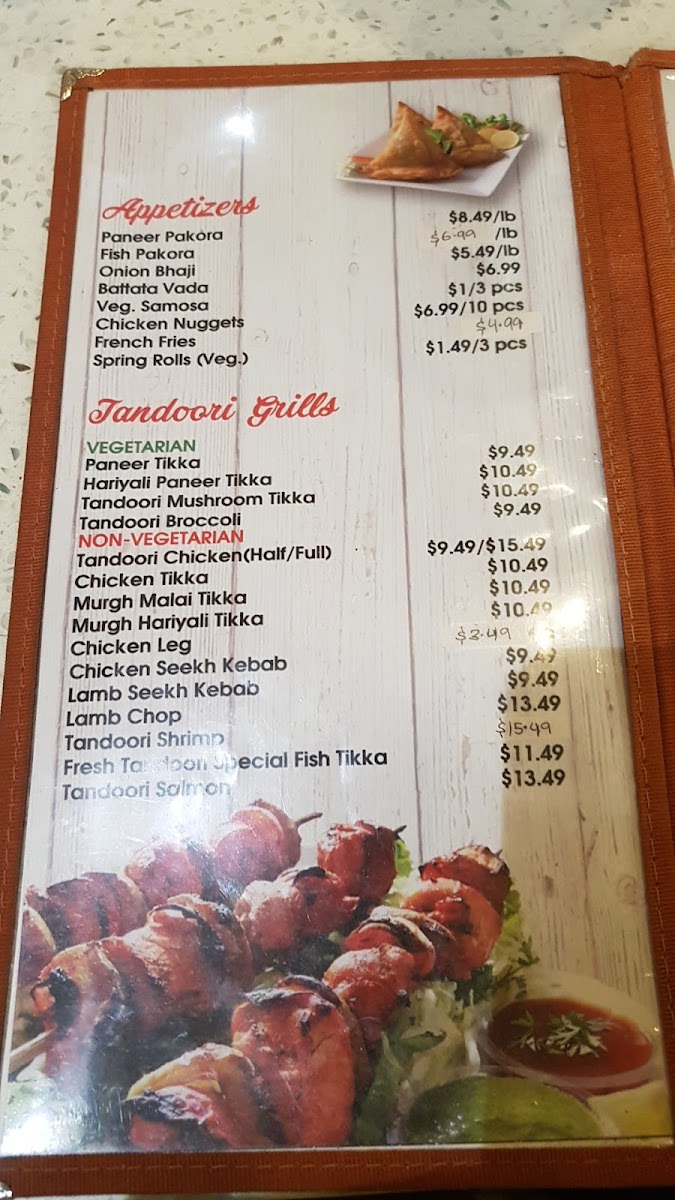 Appetizers
Paneer Pakora $8.49/lb
Fish Pakora $6.99 /lb
Onion Bhaji $5.49/lb
Battata Vada $6.99
Veg. Samosa $1/3 pcs
Chicken Nuggets $6.99/10 pcs
French Fries $4.99
Spring Rolls (Veg.) $1.49/3 pcs
Tandoori Grills
VEGETARIAN
Paneer Tikka $9.49
Hariyali Paneer Tikka $10.49
Tandoori Mushroom Tikka $10.49
Tandoori Broccoli $9.49
NON-VEGETARIAN
Tandoori Chicken(Half/Full) $9.49/$15.49
Chicken Tikka $10.49
Murgh Malai Tikka $10.49
Murgh Hariyali Tikka $10.49
Chicken Leg $3.49
Chicken Seekh Kebab $9.49
Lamb Seekh Kebab $9.49
Lamb Chop $13.49
Tandoori Shrimp $15.49
Fresh Tandoori Special Fish Tikka $11.49
Tandoori Salmon $13.49